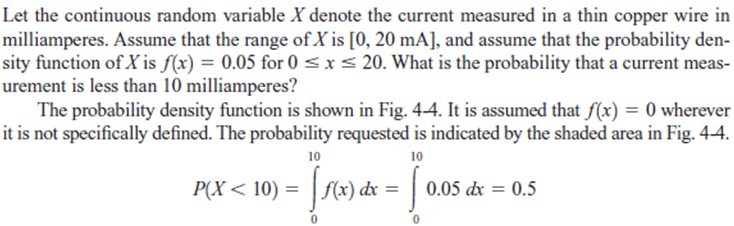 Let the continuous random variable X denote the current measured in a thin copper wire in
milliamperes. Assume that the range of X is [0, 20 mA], and assume that the probability den-
sity function of X is f(x) = 0.05 for 0 ≤ x ≤ 20. What is the probability that a current meas-
urement is less than 10 milliamperes?
The probability density function is shown in Fig. 4-4. It is assumed that f(x) = 0 wherever
it is not specifically defined. The probability requested is indicated by the shaded area in Fig. 4-4.
10 10
P(X < 10) = ∫ f(x) dx = ∫ 0.05 dx = 0.5
0 0